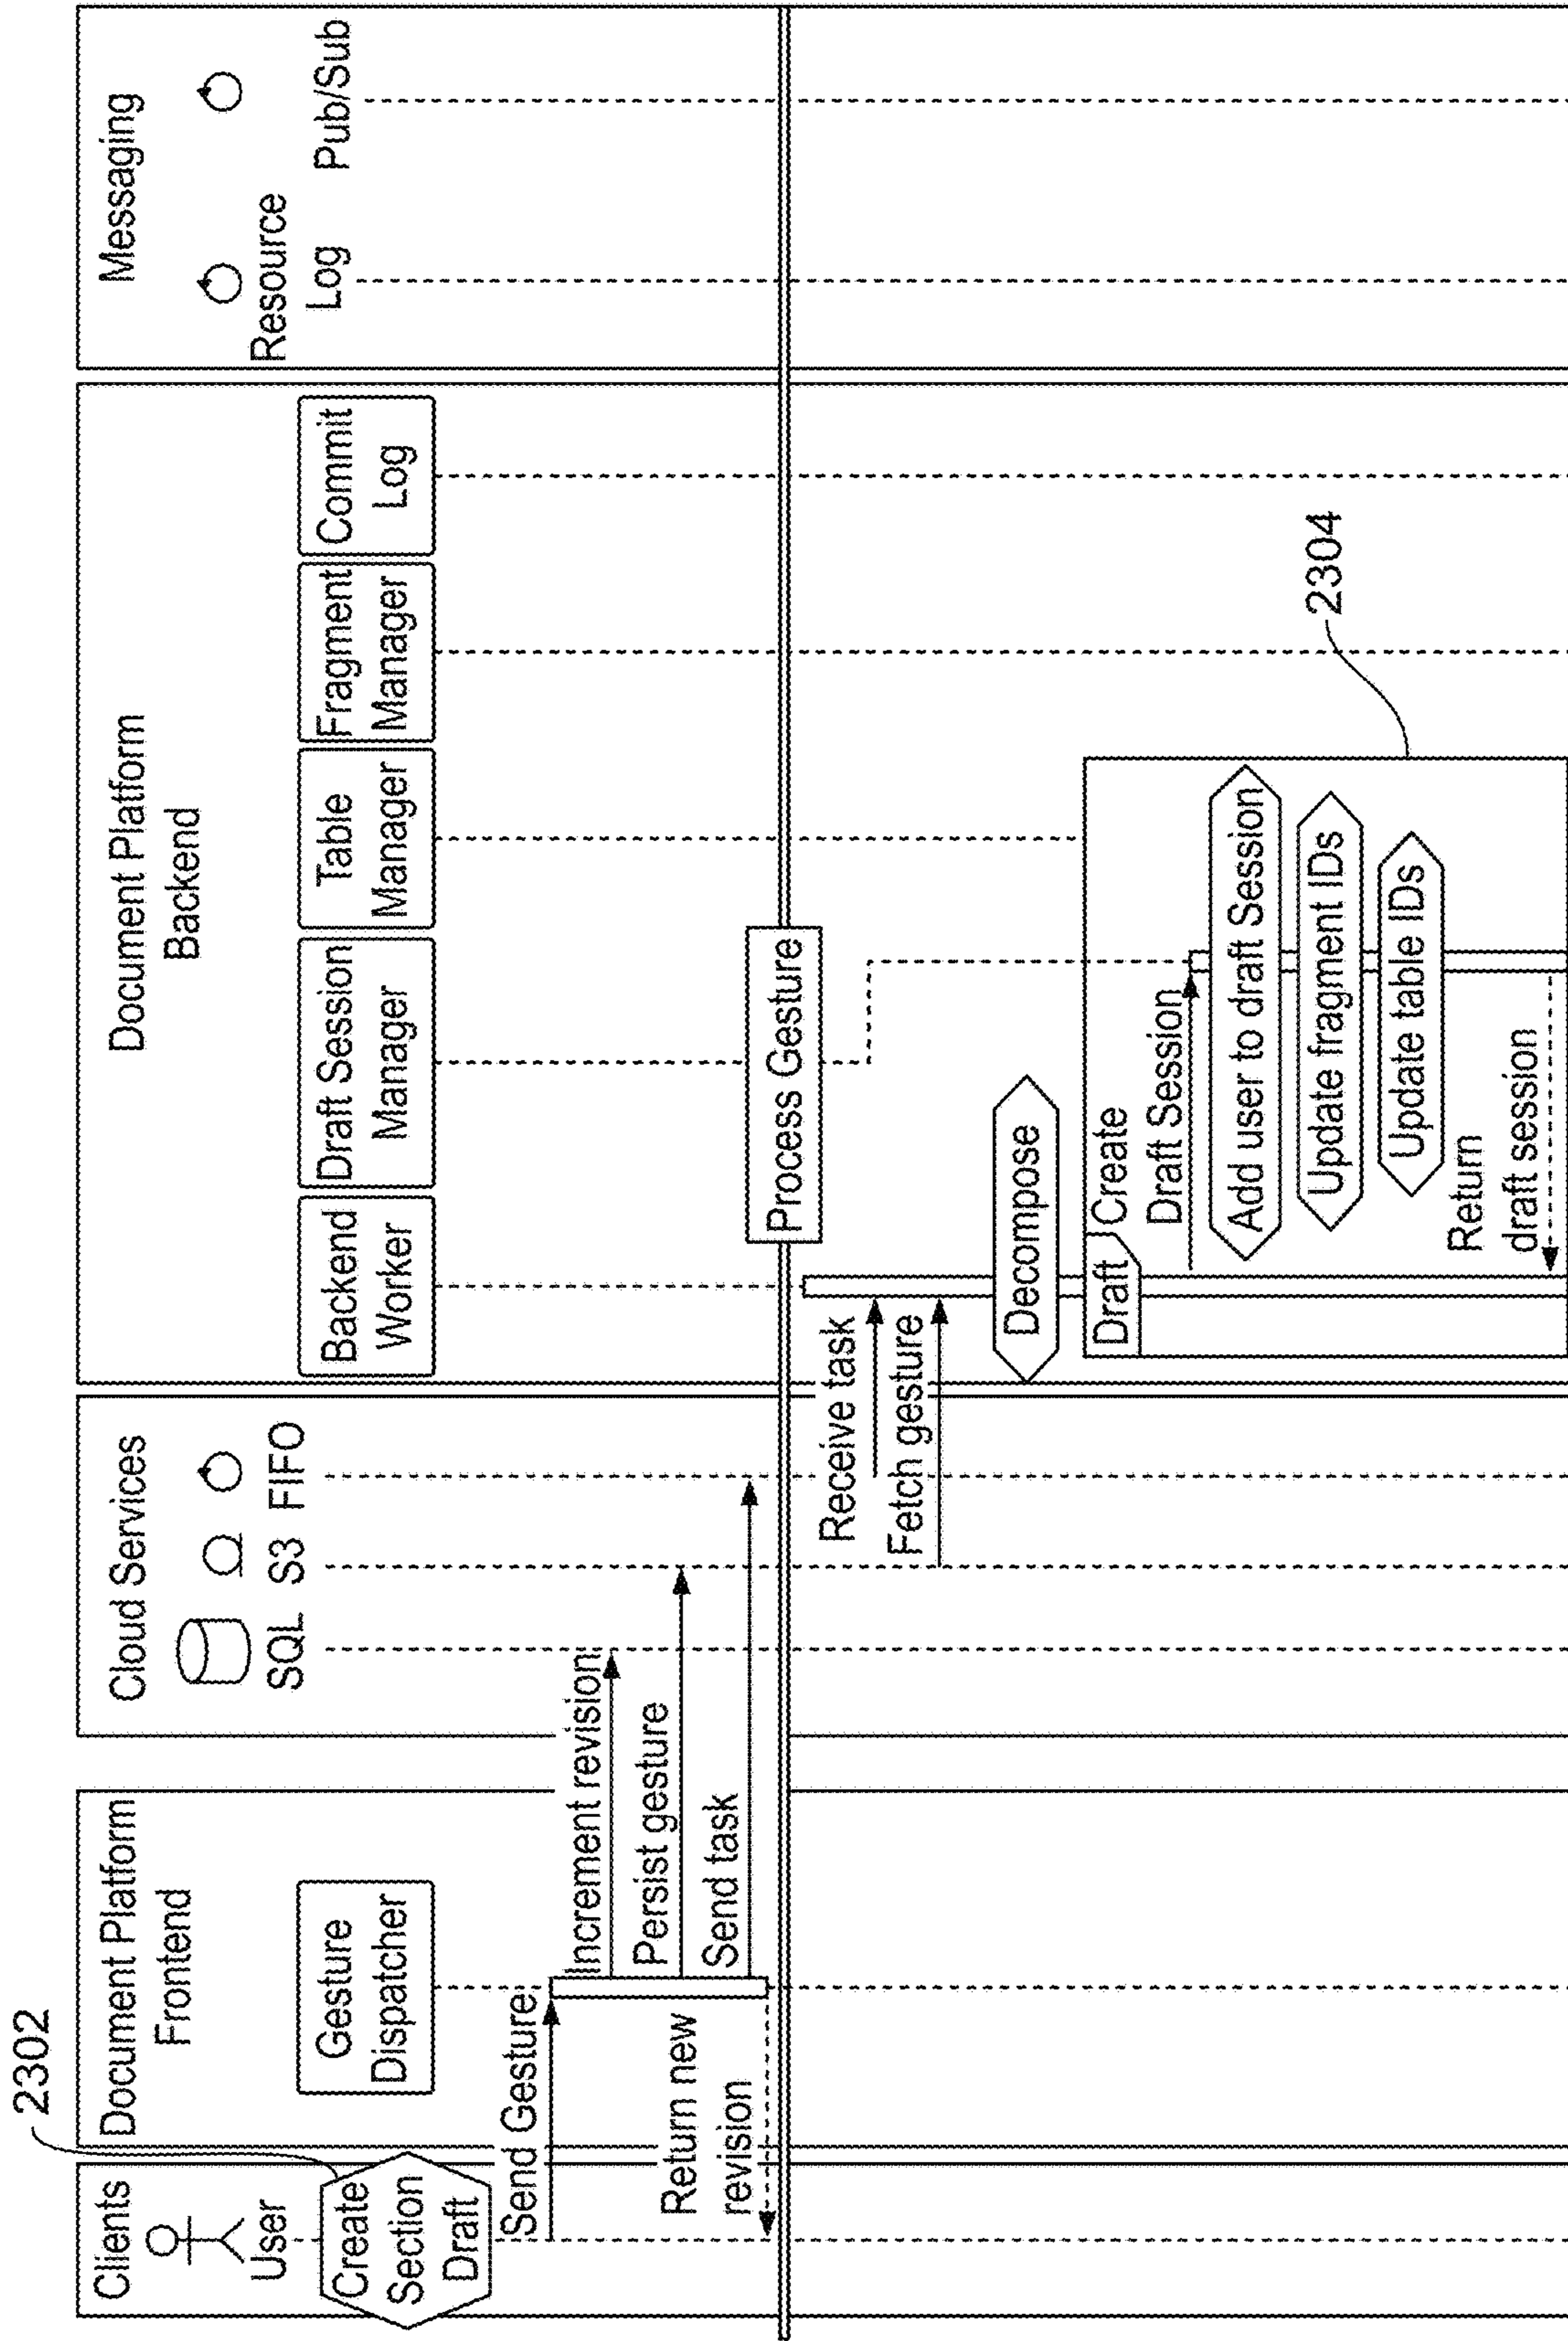 2302
Clients
User
Create
Section
Draft
Document Platform
Frontend
Gesture
Dispatcher
Cloud Services
SQL
S3
FIFO
Document Platform
Backend
Backend
Worker
Draft Session
Manager
Table
Manager
Fragment
Manager
Commit
Log
Messaging
Resource
Log
Pub/Sub
Send Gesture
Increment revision
Persist gesture
Send task
Return new
revision
Process Gesture
Receive task
Fetch gesture
Decompose
Draft
Create
Draft Session
Add user to draft Session
Update fragment IDs
Update table IDs
Return
draft session
2304